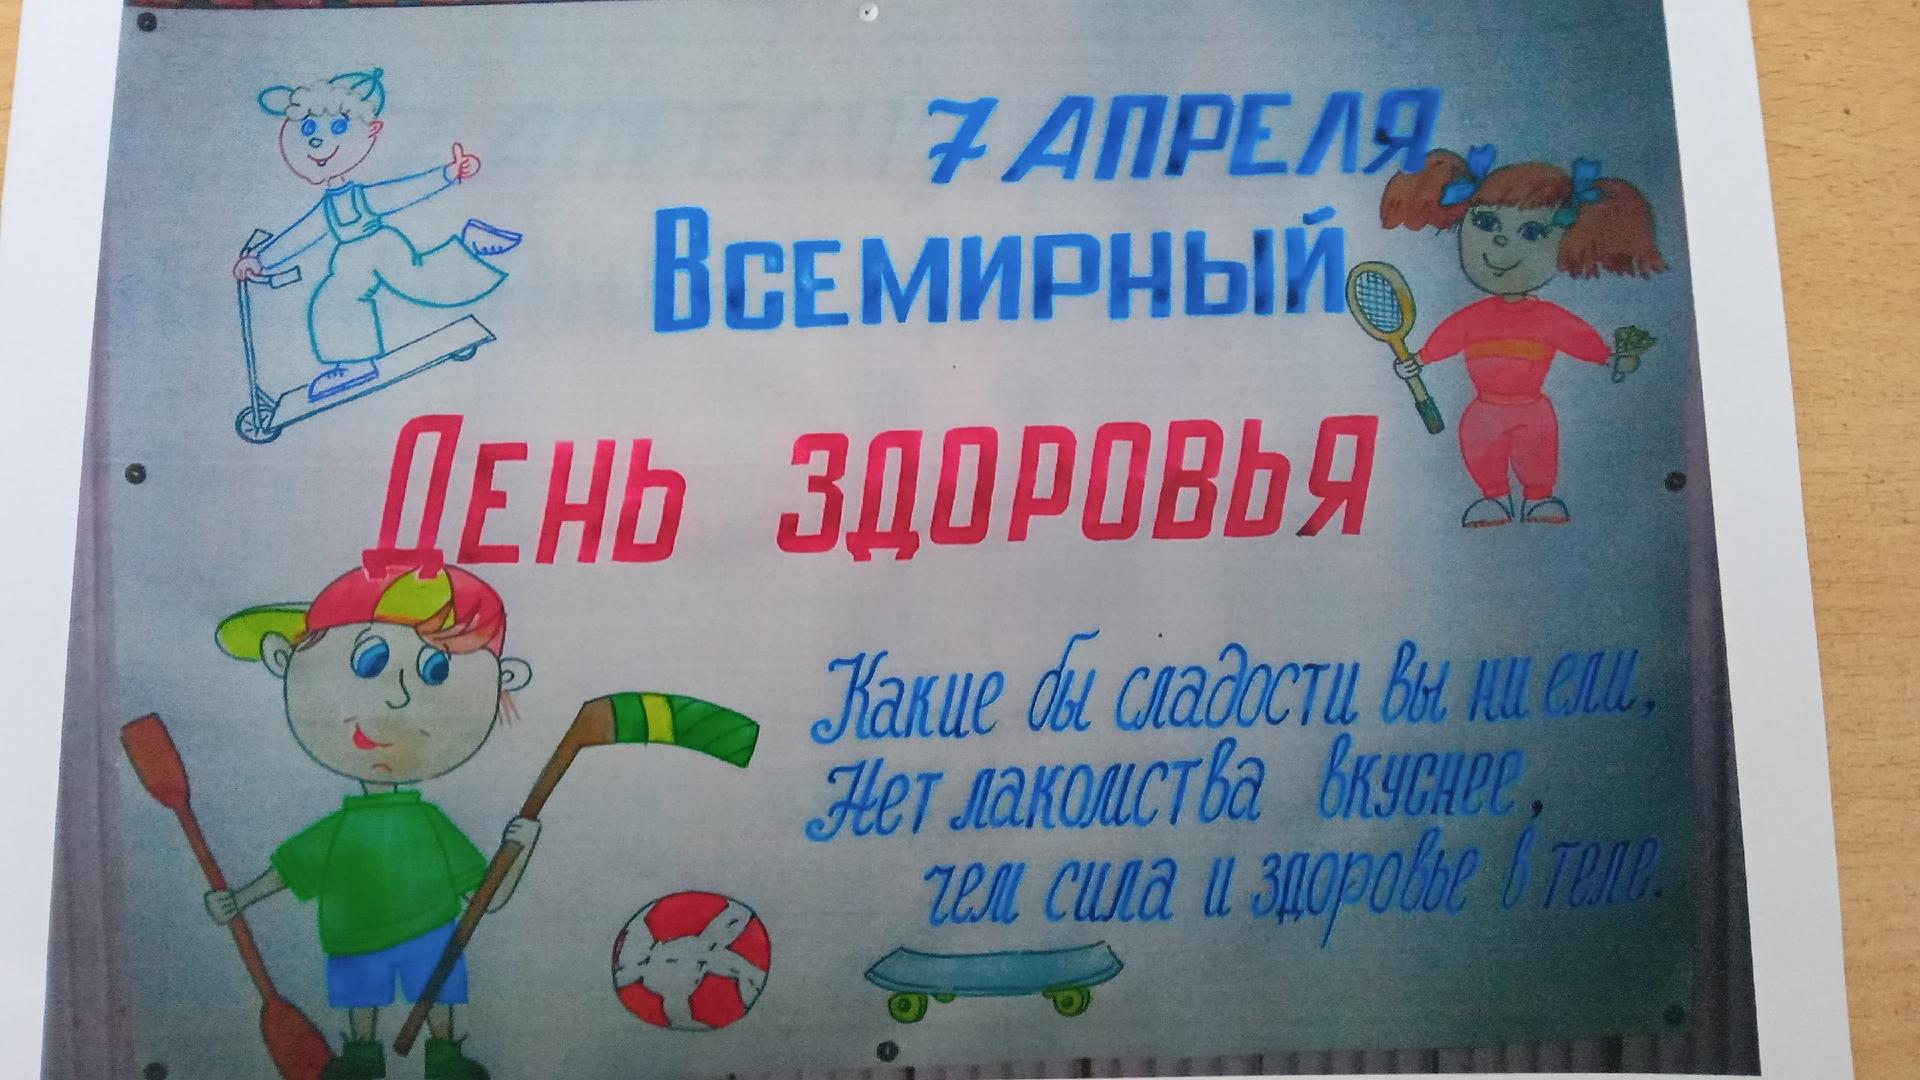 7 АПРЕЛЯ
Всемирный
День здоровья
Какие бы сладости вы ни ели,
Нет лакомства вкуснее,
чем сила и здоровье в теле.